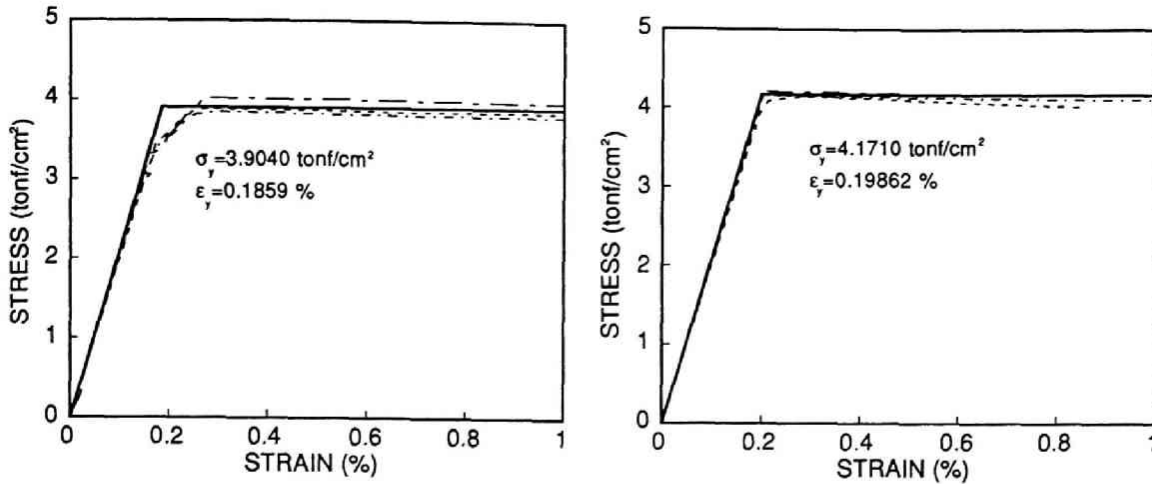 5
4
3
2
1
0
STRESS (tonf/cm²)
σy=3.9040 tonf/cm²
εy=0.1859 %
0 0.2 0.4 0.6 0.8 1
STRAIN (%)
5
4
3
2
1
0
STRESS (tonf/cm²)
σy=4.1710 tonf/cm²
εy=0.19862 %
0 0.2 0.4 0.6 0.8 1
STRAIN (%)